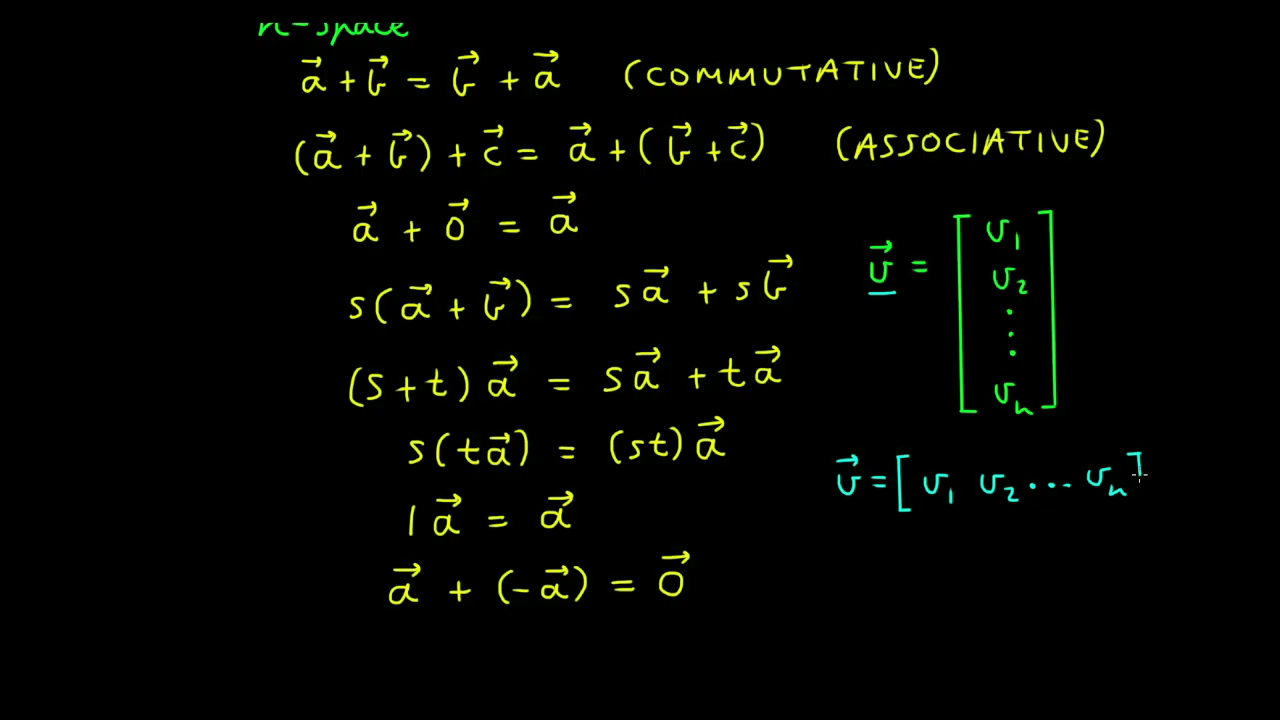 n-space
a⃗ + b⃗ = b⃗ + a⃗ (COMMUTATIVE)
(a⃗ + b⃗) + c⃗ = a⃗ + (b⃗ + c⃗) (ASSOCIATIVE)
a⃗ + 0⃗ = a⃗
s(a⃗ + b⃗) = sa⃗ + sb⃗
(s + t)a⃗ = sa⃗ + ta⃗
s(ta⃗) = (st)a⃗
1a⃗ = a⃗
a⃗ + (-a⃗) = 0⃗
v⃗ = [
v₁
v₂
⋮
vₙ
]
v⃗ = [ v₁ v₂ ... vₙ ]